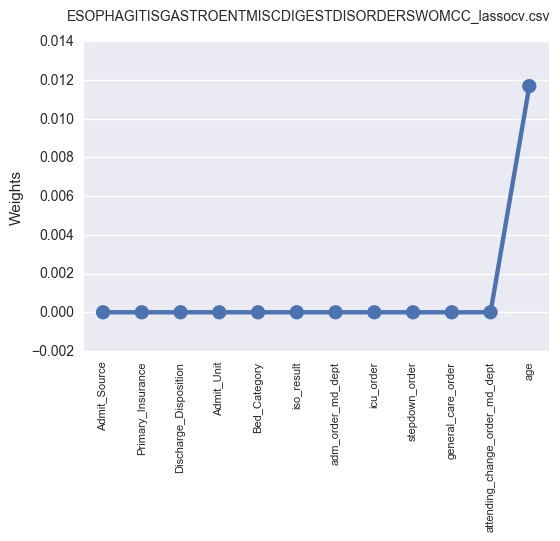 ESOPHAGITISGASTROENTMISCDIGESTDISORDERSWOMCC_lassocv.csv
0.014
0.012
0.010
0.008
0.006
0.004
0.002
0.000
−0.002
Weights
Admit_Source
Primary_Insurance
Discharge_Disposition
Admit_Unit
Bed_Category
iso_result
adm_order_md_dept
icu_order
stepdown_order
general_care_order
attending_change_order_md_dept
age